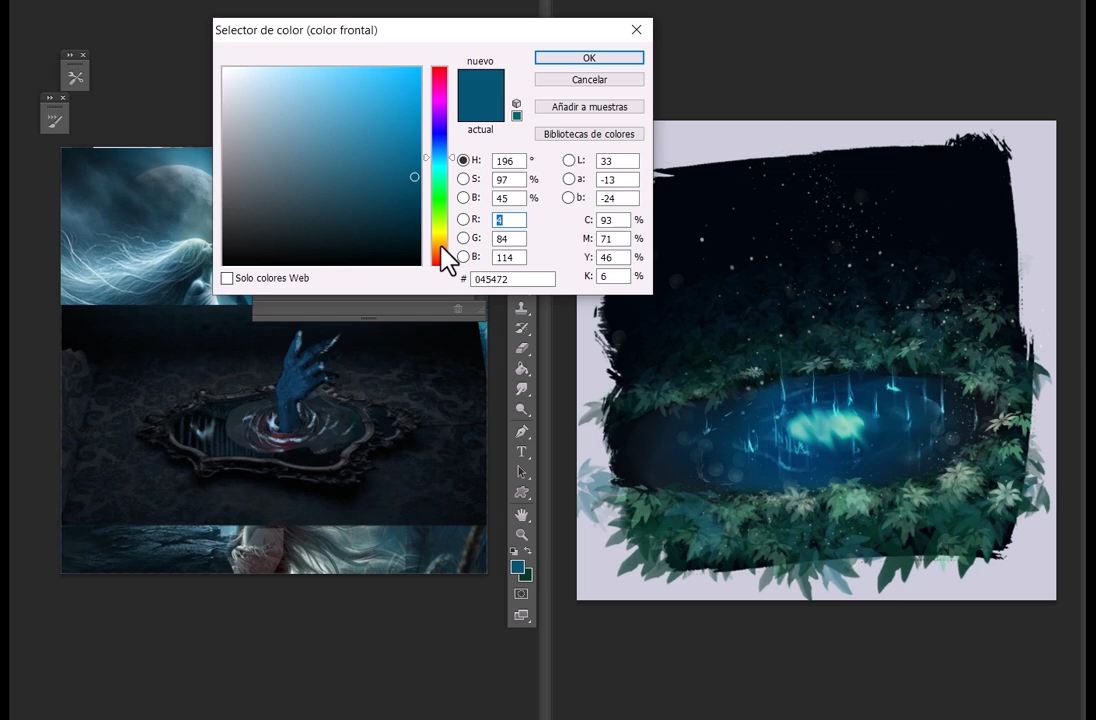 Selector de color (color frontal)
nuevo
actual
OK
Cancelar
Añadir a muestras
Bibliotecas de colores
H: 196 °
S: 97 %
B: 45 %
R: 4
G: 84
B: 114
# 045472
L: 33
a: -13
b: -24
C: 93 %
M: 71 %
Y: 46 %
K: 6 %
Solo colores Web
T